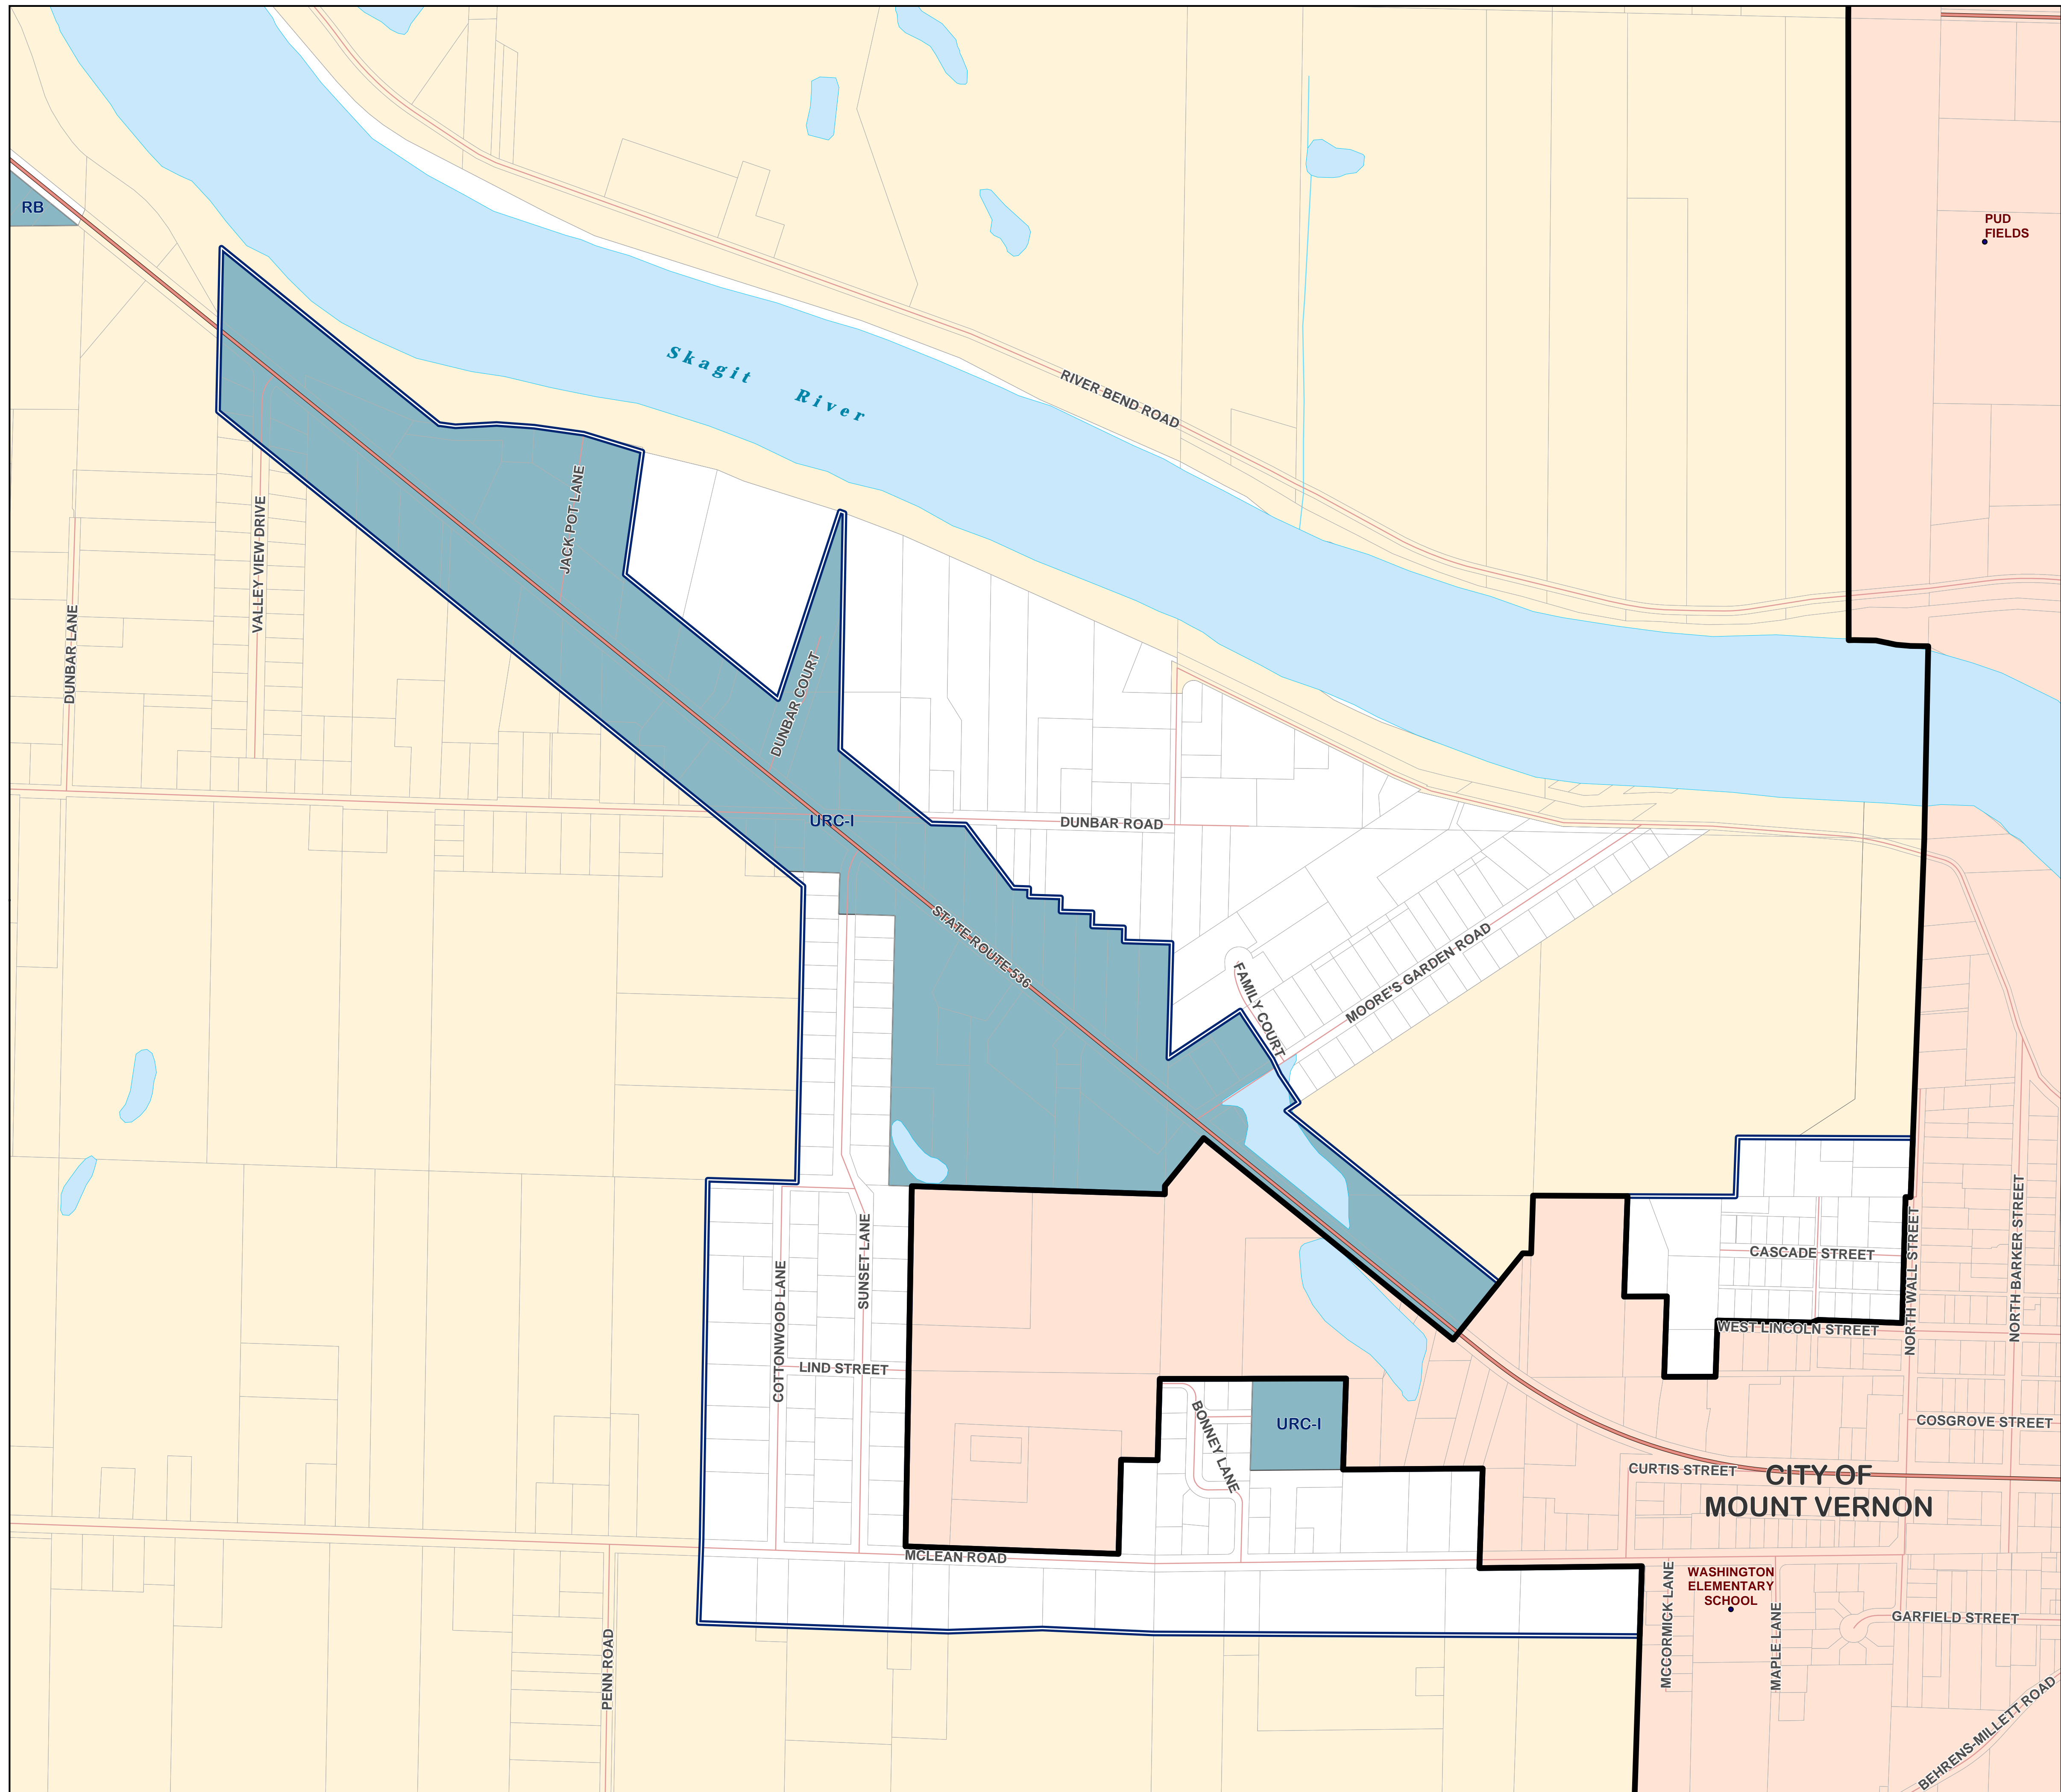 RB
PUD
FIELDS
Skagit River
RIVER BEND ROAD
JACK POT LANE
VALLEY VIEW DRIVE
DUNBAR LANE
DUNBAR COURT
URC-I
DUNBAR ROAD
STATE ROUTE 536
FAMILY COURT
MOORE'S GARDEN ROAD
SUNSET LANE
COTTONWOOD LANE
LIND STREET
CASCADE STREET
NORTH WALL STREET
NORTH BARKER STREET
WEST LINCOLN STREET
BONNEY LANE
URC-I
COSGROVE STREET
CURTIS STREET
CITY OF
MOUNT VERNON
MCLEAN ROAD
PENN ROAD
MCCORMICK LANE
WASHINGTON
ELEMENTARY
SCHOOL
MAPLE LANE
GARFIELD STREET
BEHRENS-MILLETT ROAD